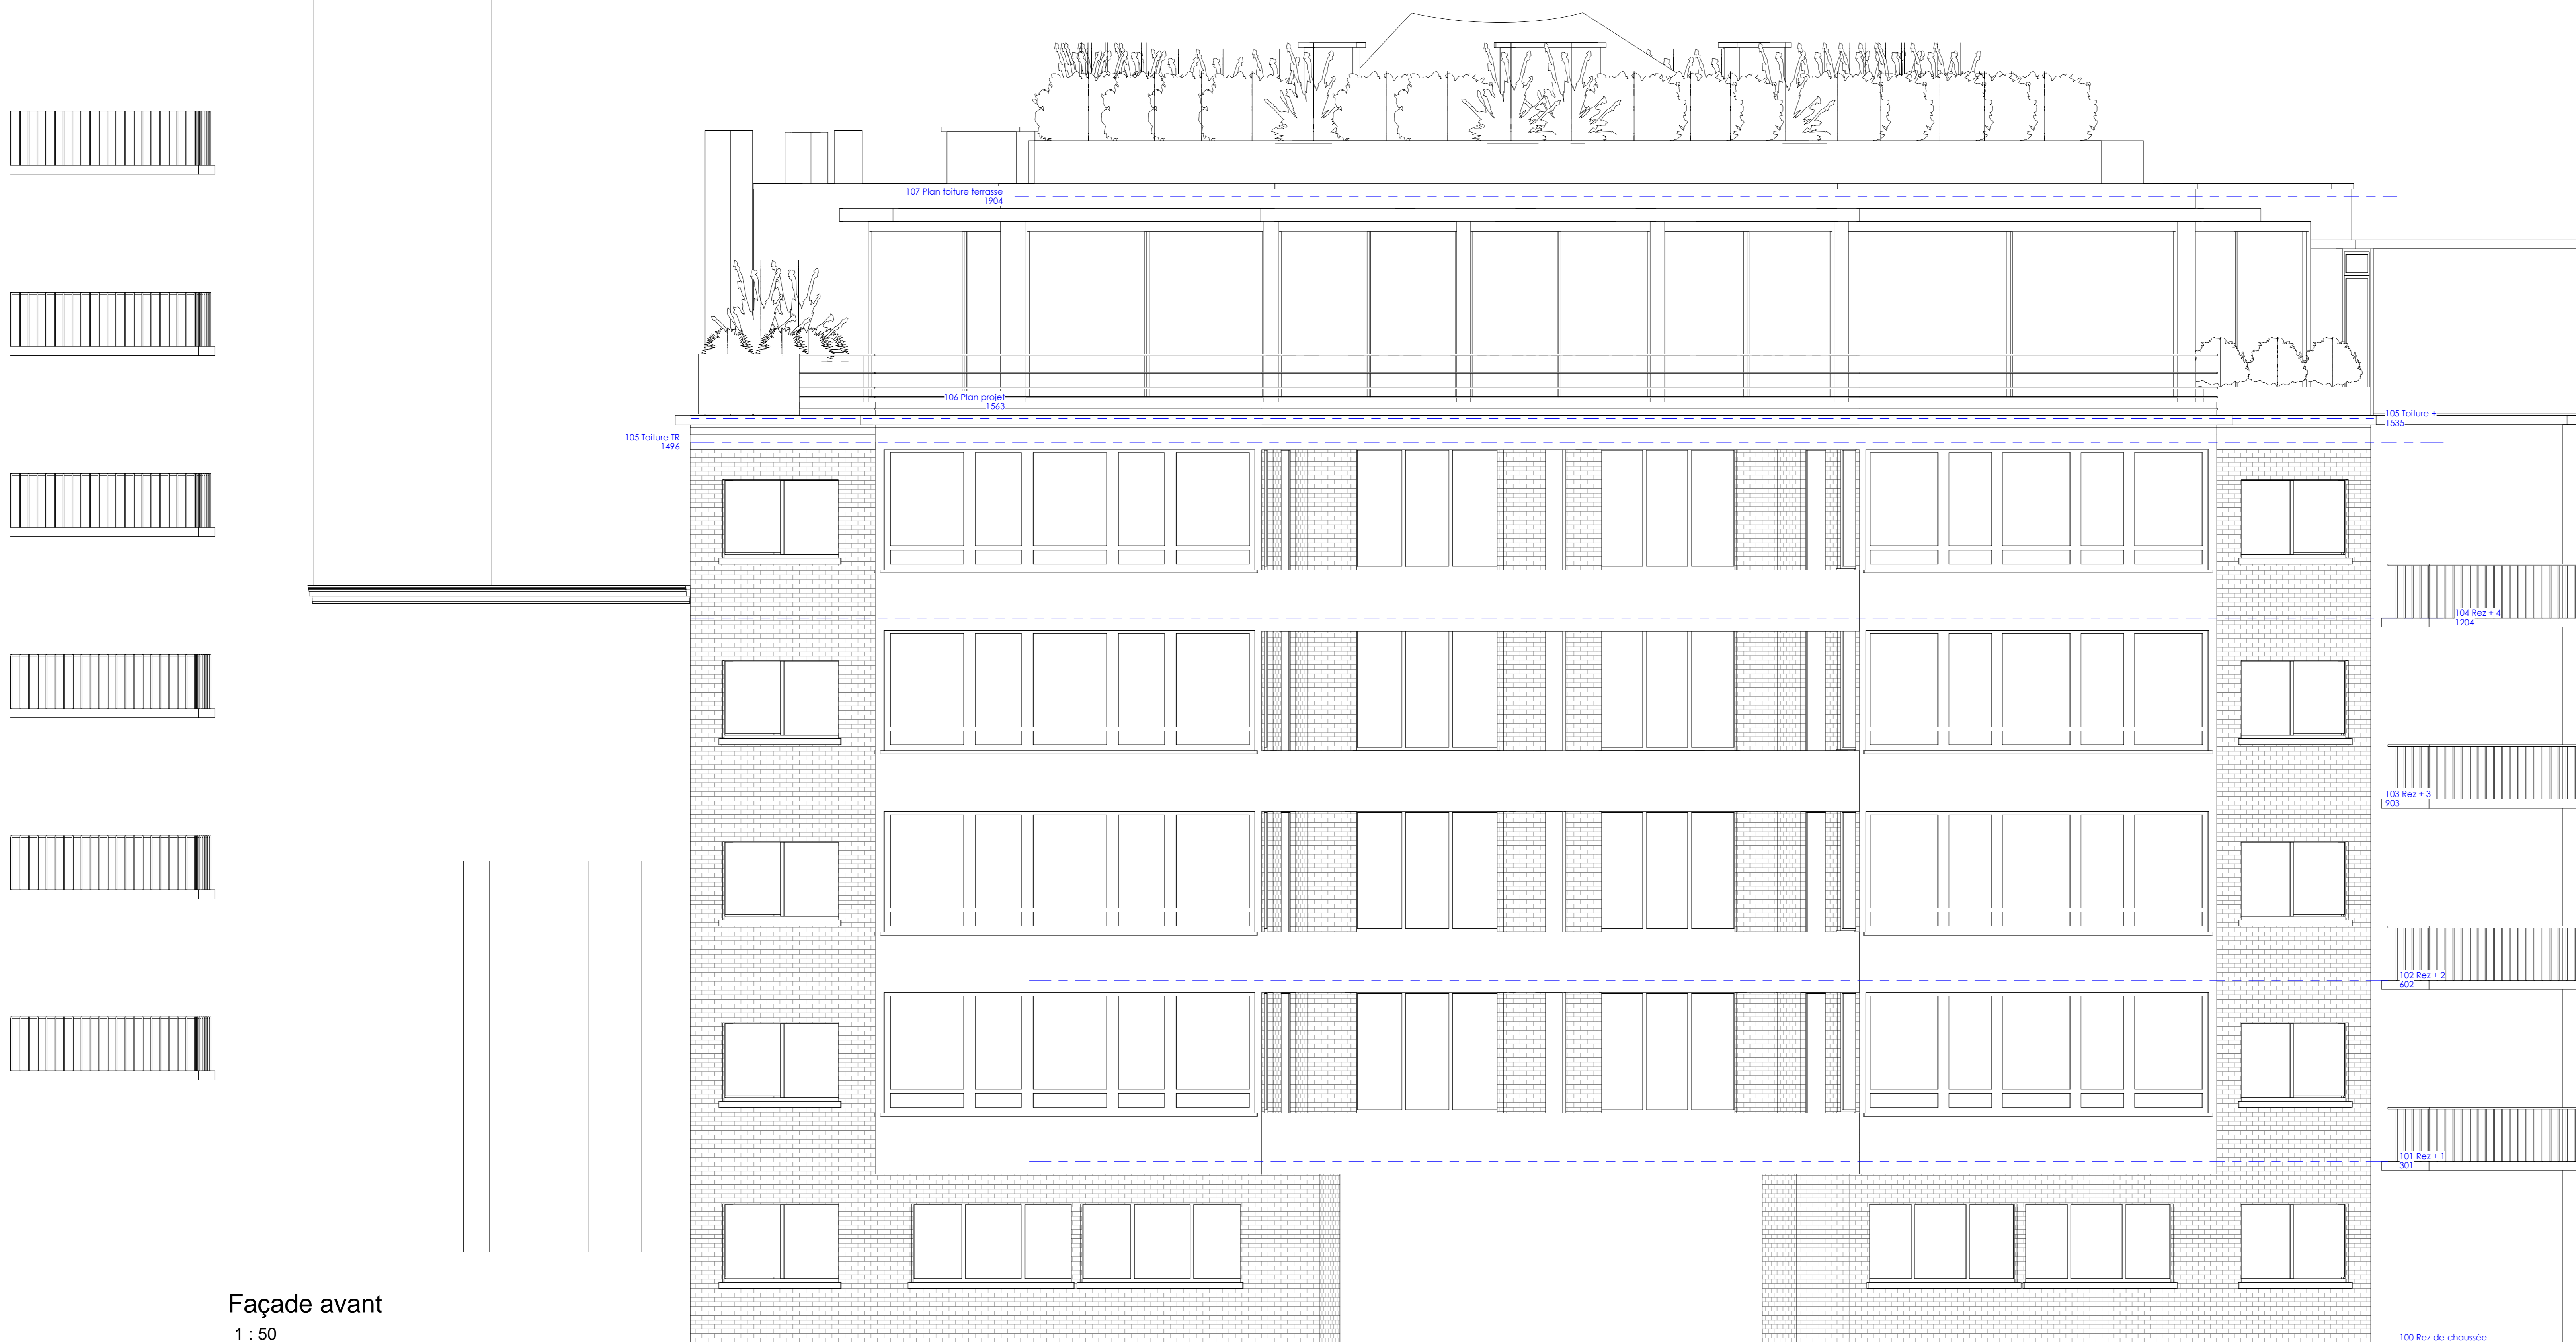 107 Plan toiture terrasse
1904
106 Plan projet
1563
105 Toiture +
1535
105 Toiture TR
1496
104 Rez + 4
1204
103 Rez + 3
903
102 Rez + 2
602
101 Rez + 1
301
Façade avant
1 : 50
100 Rez-de-chaussée